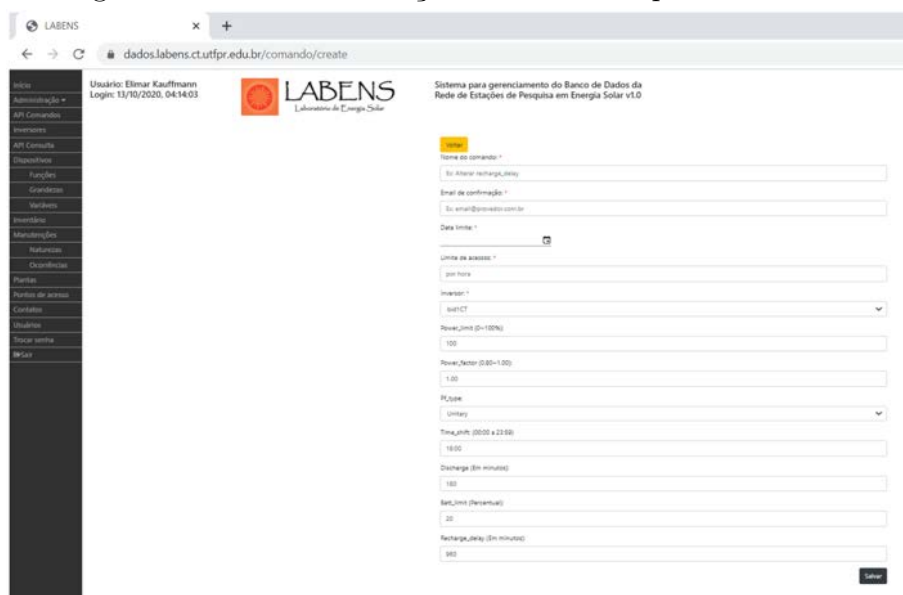 LABENS
dados.labens.ct.utfpr.edu.br/comando/create
Início
Administração
API Comandos
Inversores
API Consulta
Dispositivos
Funções
Grandezas
Variáveis
Inventário
Manutenções
Naturezas
Ocorrências
Plantas
Pontos de acesso
Contatos
Usuários
Trocar senha
Sair
Usuário: Elimar Kauffmann
Login: 13/10/2020, 04:14:03
LABENS
Laboratório de Energia Solar
Sistema para gerenciamento do Banco de Dados da
Rede de Estações de Pesquisa em Energia Solar v1.0
Voltar
Nome do comando: *
Ex: Alterar recharge_delay
Email de confirmação: *
Ex: email@provedor.com.br
Data limite: *
Limite de acessos: *
por hora
Inversor: *
Power_limit (0~100%):
100
Power_factor (0.80~1.00):
1.00
Pf_type:
Unitary
Time_shift: (00:00 a 23:59)
18:00
Discharge (Em minutos):
180
Batt_limit (Percentual):
20
Recharge_delay (Em minutos):
960
Salvar